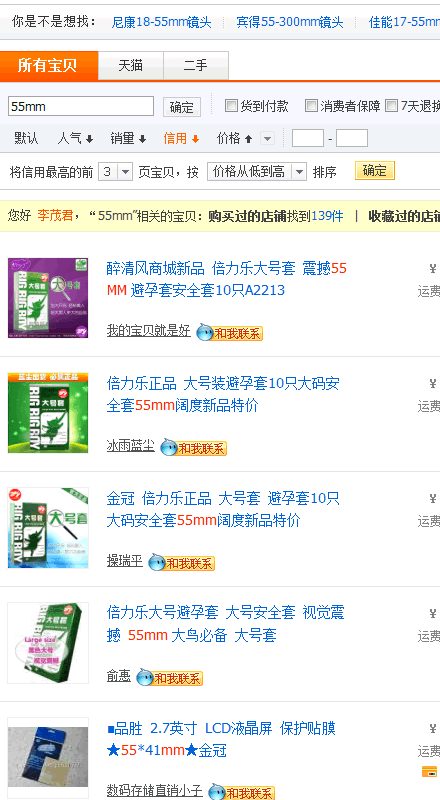 你是不是想找： 尼康18-55mm镜头 宾得55-300mm镜头 佳能17-55mm
所有宝贝 天猫 二手
55mm 确定 货到付款 消费者保障 7天退换
默认 人气 销量 信用 价格 -
将信用最高的前 3 页宝贝，按 价格从低到高 排序 确定
您好 李茂君，“55mm”相关的宝贝：购买过的店铺找到139件 | 收藏过的店铺
醉清风商城新品 倍力乐大号套 震撼55 ¥
MM 避孕套安全套10只A2213 运费
我的宝贝就是好 和我联系
倍力乐正品 大号装避孕套10只大码安 ¥
全套55mm阔度新品特价 运费
冰雨蓝尘 和我联系
金冠 倍力乐正品 大号套 避孕套10只 ¥
大码安全套55mm阔度新品特价 运费
操瑞平 和我联系
倍力乐大号避孕套 大号安全套 视觉震 ¥
撼 55mm 大鸟必备 大号套 运费
俞惠 和我联系
■品胜 2.7英寸 LCD液晶屏 保护贴膜 ¥
★55*41mm★金冠 运费
数码存储直销小子 和我联系